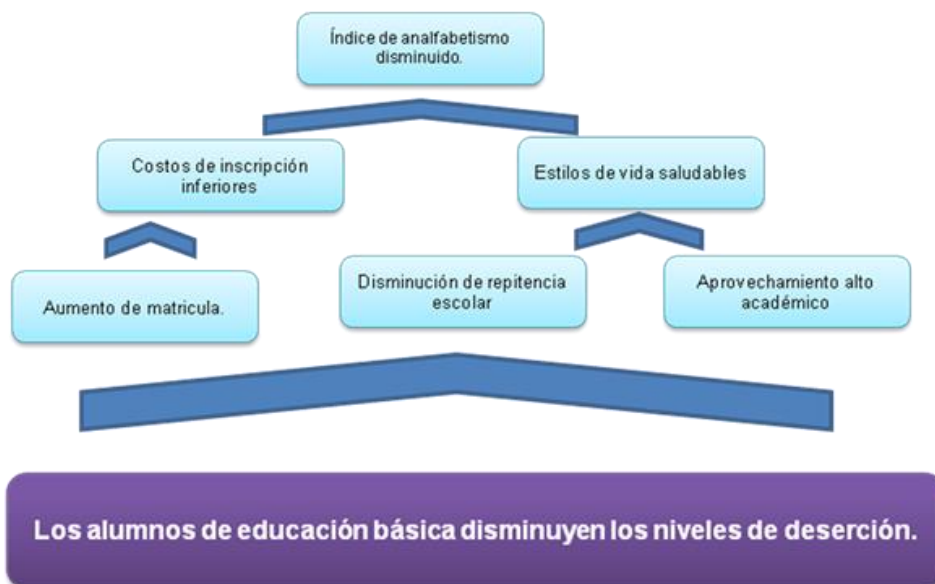 Índice de analfabetismo
disminuido.
Costos de inscripción
inferiores
Estilos de vida saludables
Aumento de matricula.
Disminución de repitencia
escolar
Aprovechamiento alto
académico
Los alumnos de educación básica disminuyen los niveles de deserción.